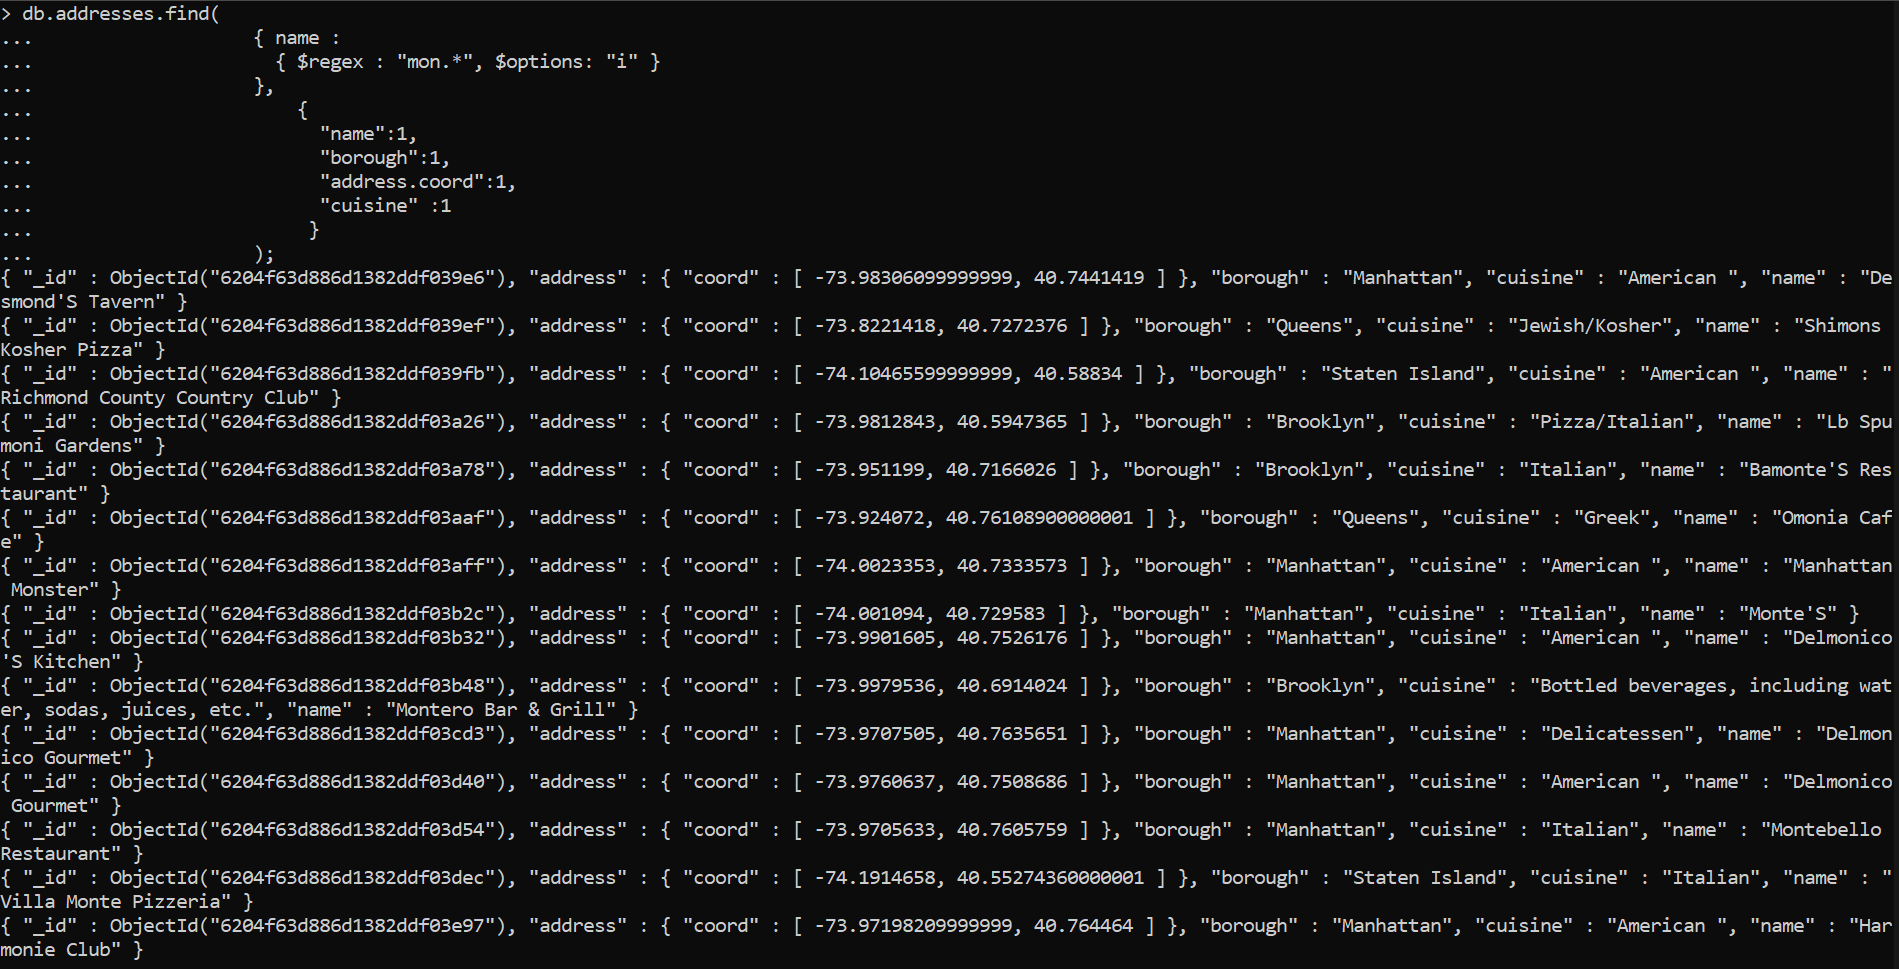 > db.addresses.find(
...                    { name :
...                      { $regex : "mon.*", $options: "i" }
...                    },
...                        {
...                          "name":1,
...                          "borough":1,
...                          "address.coord":1,
...                          "cuisine" :1
...                         }
...                    );
{ "_id" : ObjectId("6204f63d886d1382ddf039e6"), "address" : { "coord" : [ -73.98306099999999, 40.7441419 ] }, "borough" : "Manhattan", "cuisine" : "American ", "name" : "De
smond'S Tavern" }
{ "_id" : ObjectId("6204f63d886d1382ddf039ef"), "address" : { "coord" : [ -73.8221418, 40.7272376 ] }, "borough" : "Queens", "cuisine" : "Jewish/Kosher", "name" : "Shimons
Kosher Pizza" }
{ "_id" : ObjectId("6204f63d886d1382ddf039fb"), "address" : { "coord" : [ -74.10465599999999, 40.58834 ] }, "borough" : "Staten Island", "cuisine" : "American ", "name" : "
Richmond County Country Club" }
{ "_id" : ObjectId("6204f63d886d1382ddf03a26"), "address" : { "coord" : [ -73.9812843, 40.5947365 ] }, "borough" : "Brooklyn", "cuisine" : "Pizza/Italian", "name" : "Lb Spu
moni Gardens" }
{ "_id" : ObjectId("6204f63d886d1382ddf03a78"), "address" : { "coord" : [ -73.951199, 40.7166026 ] }, "borough" : "Brooklyn", "cuisine" : "Italian", "name" : "Bamonte'S Res
taurant" }
{ "_id" : ObjectId("6204f63d886d1382ddf03aaf"), "address" : { "coord" : [ -73.924072, 40.76108900000001 ] }, "borough" : "Queens", "cuisine" : "Greek", "name" : "Omonia Caf
e" }
{ "_id" : ObjectId("6204f63d886d1382ddf03aff"), "address" : { "coord" : [ -74.0023353, 40.7333573 ] }, "borough" : "Manhattan", "cuisine" : "American ", "name" : "Manhattan
 Monster" }
{ "_id" : ObjectId("6204f63d886d1382ddf03b2c"), "address" : { "coord" : [ -74.001094, 40.729583 ] }, "borough" : "Manhattan", "cuisine" : "Italian", "name" : "Monte'S" }
{ "_id" : ObjectId("6204f63d886d1382ddf03b32"), "address" : { "coord" : [ -73.9901605, 40.7526176 ] }, "borough" : "Manhattan", "cuisine" : "American ", "name" : "Delmonico
'S Kitchen" }
{ "_id" : ObjectId("6204f63d886d1382ddf03b48"), "address" : { "coord" : [ -73.9979536, 40.6914024 ] }, "borough" : "Brooklyn", "cuisine" : "Bottled beverages, including wat
er, sodas, juices, etc.", "name" : "Montero Bar & Grill" }
{ "_id" : ObjectId("6204f63d886d1382ddf03cd3"), "address" : { "coord" : [ -73.9707505, 40.7635651 ] }, "borough" : "Manhattan", "cuisine" : "Delicatessen", "name" : "Delmon
ico Gourmet" }
{ "_id" : ObjectId("6204f63d886d1382ddf03d40"), "address" : { "coord" : [ -73.9760637, 40.7508686 ] }, "borough" : "Manhattan", "cuisine" : "American ", "name" : "Delmonico
 Gourmet" }
{ "_id" : ObjectId("6204f63d886d1382ddf03d54"), "address" : { "coord" : [ -73.9705633, 40.7605759 ] }, "borough" : "Manhattan", "cuisine" : "Italian", "name" : "Montebello
Restaurant" }
{ "_id" : ObjectId("6204f63d886d1382ddf03dec"), "address" : { "coord" : [ -74.1914658, 40.55274360000001 ] }, "borough" : "Staten Island", "cuisine" : "Italian", "name" : "
Villa Monte Pizzeria" }
{ "_id" : ObjectId("6204f63d886d1382ddf03e97"), "address" : { "coord" : [ -73.97198209999999, 40.764464 ] }, "borough" : "Manhattan", "cuisine" : "American ", "name" : "Har
monie Club" }